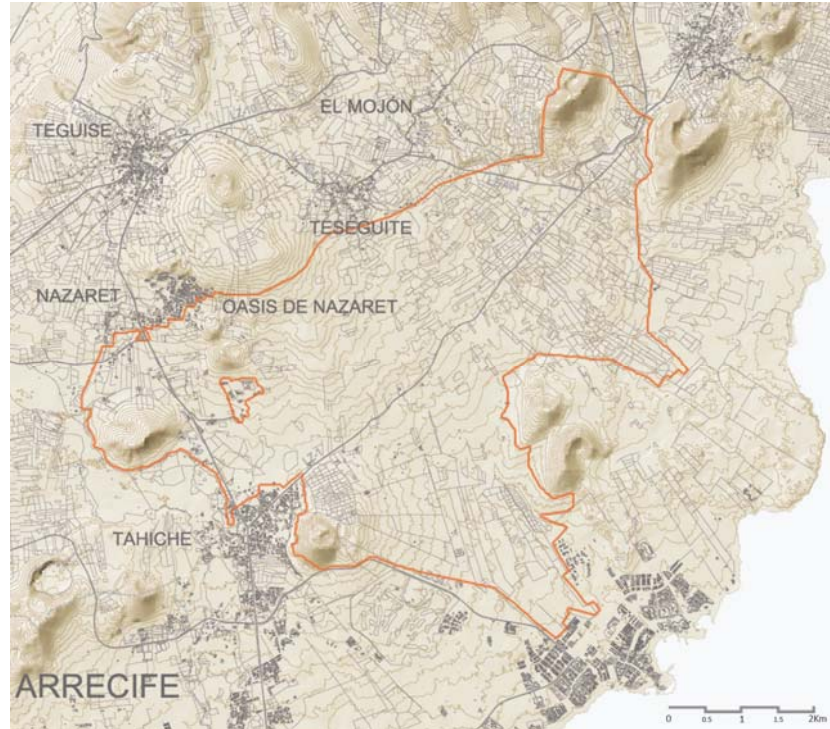 EL MOJÓN
TEGUISE
TESEGUITE
NAZARET
OASIS DE NAZARET
TAHICHE
ARRECIFE
0 0.5 1 1.5 2Km